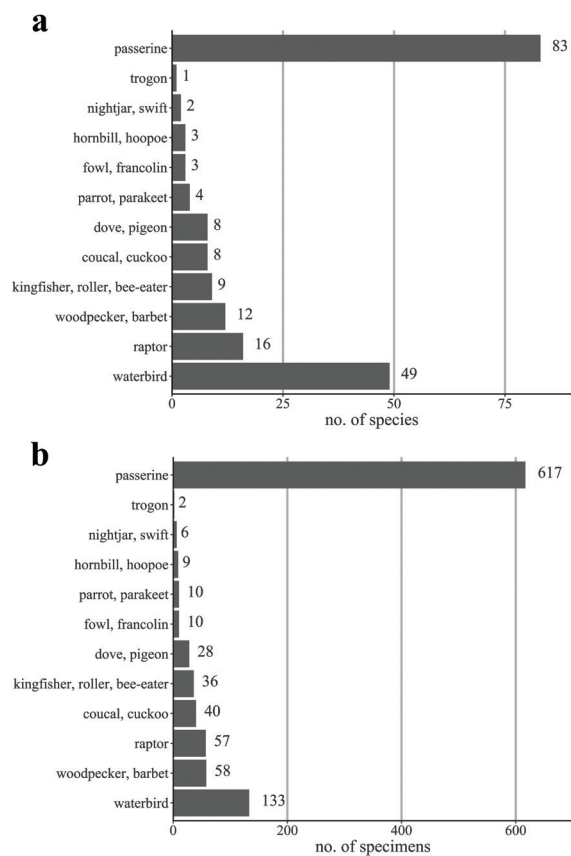 a
passerine 83
trogon 1
nightjar, swift 2
hornbill, hoopoe 3
fowl, francolin 3
parrot, parakeet 4
dove, pigeon 8
coucal, cuckoo 8
kingfisher, roller, bee-eater 9
woodpecker, barbet 12
raptor 16
waterbird 49
0 25 50 75
no. of species
b
passerine 617
trogon 2
nightjar, swift 6
hornbill, hoopoe 9
parrot, parakeet 10
fowl, francolin 10
dove, pigeon 28
kingfisher, roller, bee-eater 36
coucal, cuckoo 40
raptor 57
woodpecker, barbet 58
waterbird 133
0 200 400 600
no. of specimens